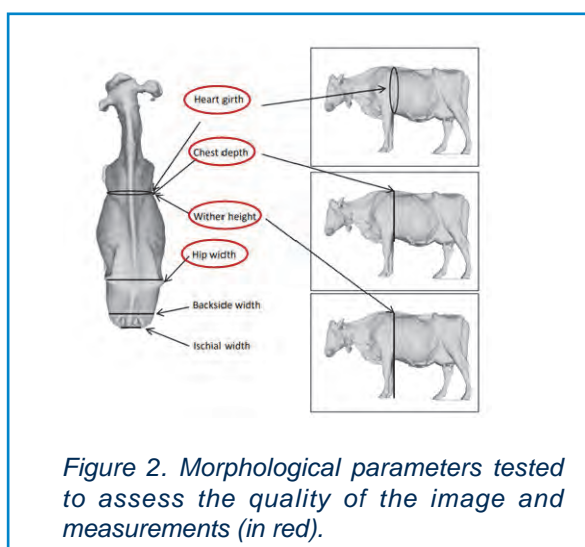 Heart girth
Chest depth
Wither height
Hip width
Backside width
Ischial width
Figure 2. Morphological parameters tested
to assess the quality of the image and
measurements (in red).